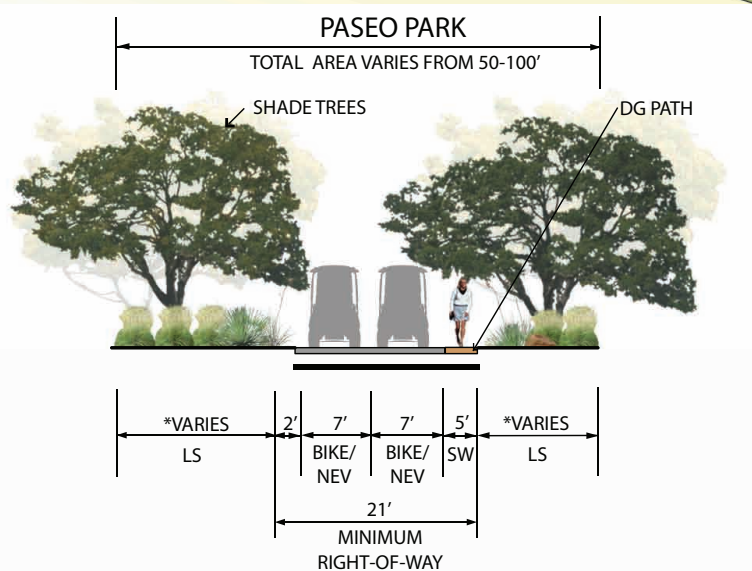 PASEO PARK
TOTAL AREA VARIES FROM 50-100'
SHADE TREES
DG PATH
*VARIES
LS
2'
7'
BIKE/
NEV
7'
BIKE/
NEV
5'
SW
*VARIES
LS
21'
MINIMUM
RIGHT-OF-WAY